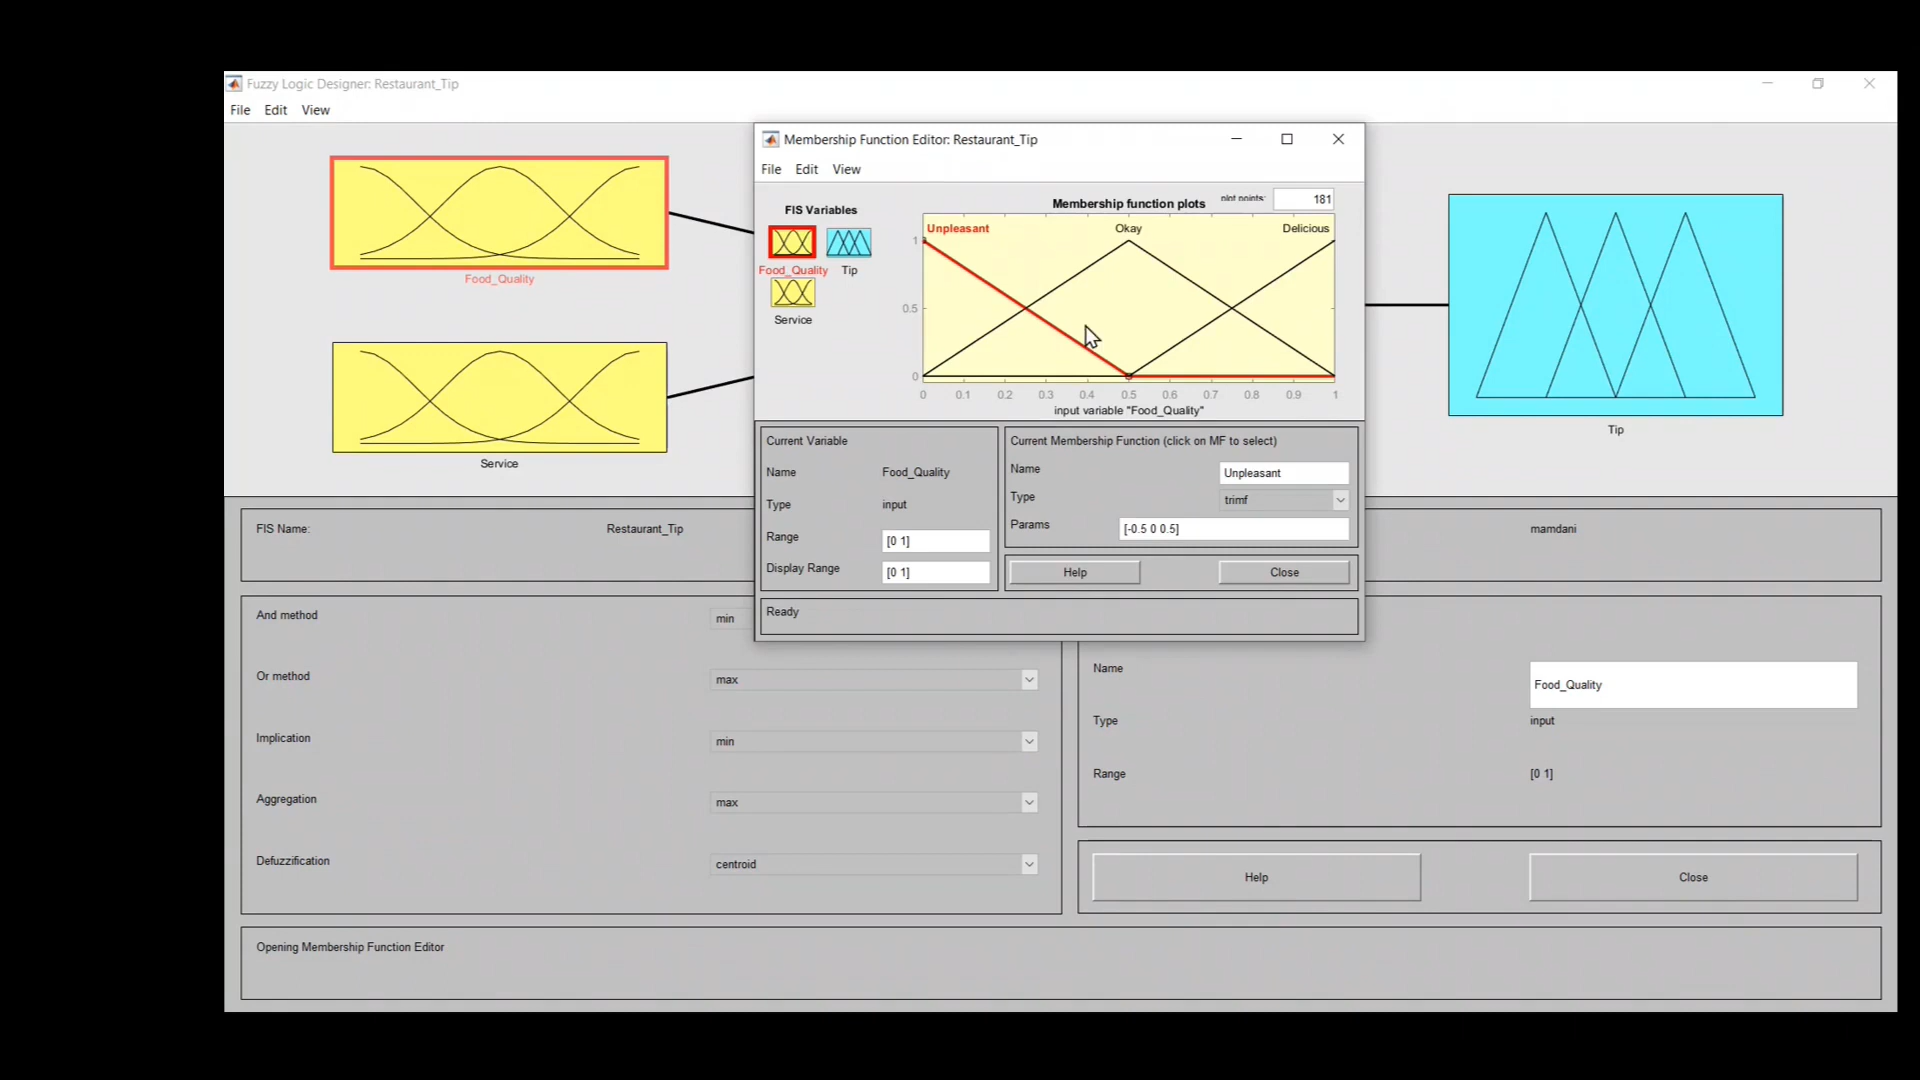 Fuzzy Logic Designer: Restaurant_Tip
File Edit View
Food_Quality
Service
Tip
FIS Name: Restaurant_Tip
mamdani
And method min
Or method max
Implication min
Aggregation max
Defuzzification centroid
Name Food_Quality
Type input
Range [0 1]
Help Close
Opening Membership Function Editor
Membership Function Editor: Restaurant_Tip
File Edit View
FIS Variables
Food_Quality Tip
Service
Membership function plots plot points: 181
Unpleasant Okay Delicious
1
0.5
0
0 0.1 0.2 0.3 0.4 0.5 0.6 0.7 0.8 0.9 1
input variable "Food_Quality"
Current Variable
Name Food_Quality
Type input
Range [0 1]
Display Range [0 1]
Current Membership Function (click on MF to select)
Name Unpleasant
Type trimf
Params [-0.5 0 0.5]
Help Close
Ready